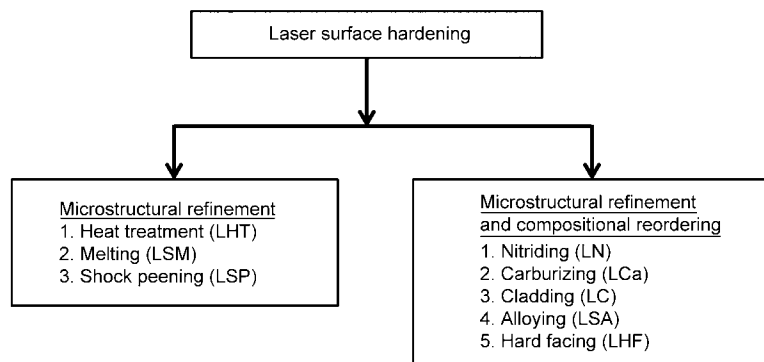 Laser surface hardening
Microstructural refinement
1. Heat treatment (LHT)
2. Melting (LSM)
3. Shock peening (LSP)
Microstructural refinement
and compositional reordering
1. Nitriding (LN)
2. Carburizing (LCa)
3. Cladding (LC)
4. Alloying (LSA)
5. Hard facing (LHF)